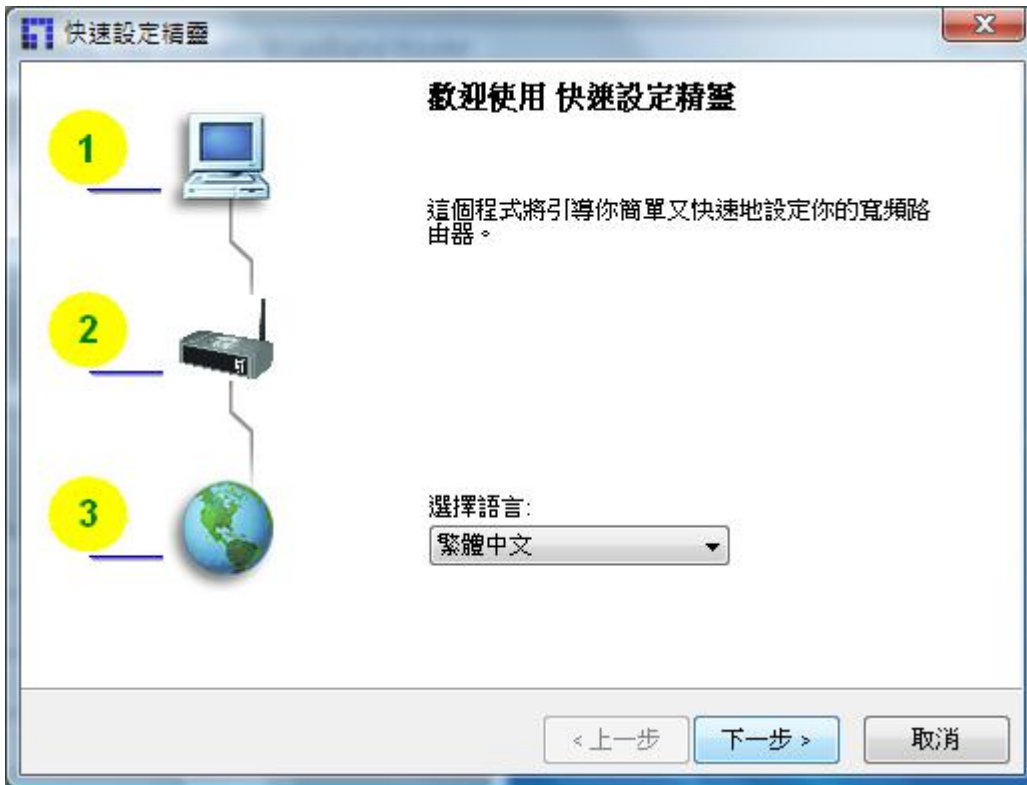 快速設定精靈
歡迎使用 快速設定精靈
1
這個程式將引導你簡單又快速地設定你的寬頻路
由器。
2
3
選擇語言:
繁體中文
<上一步
下一步>
取消